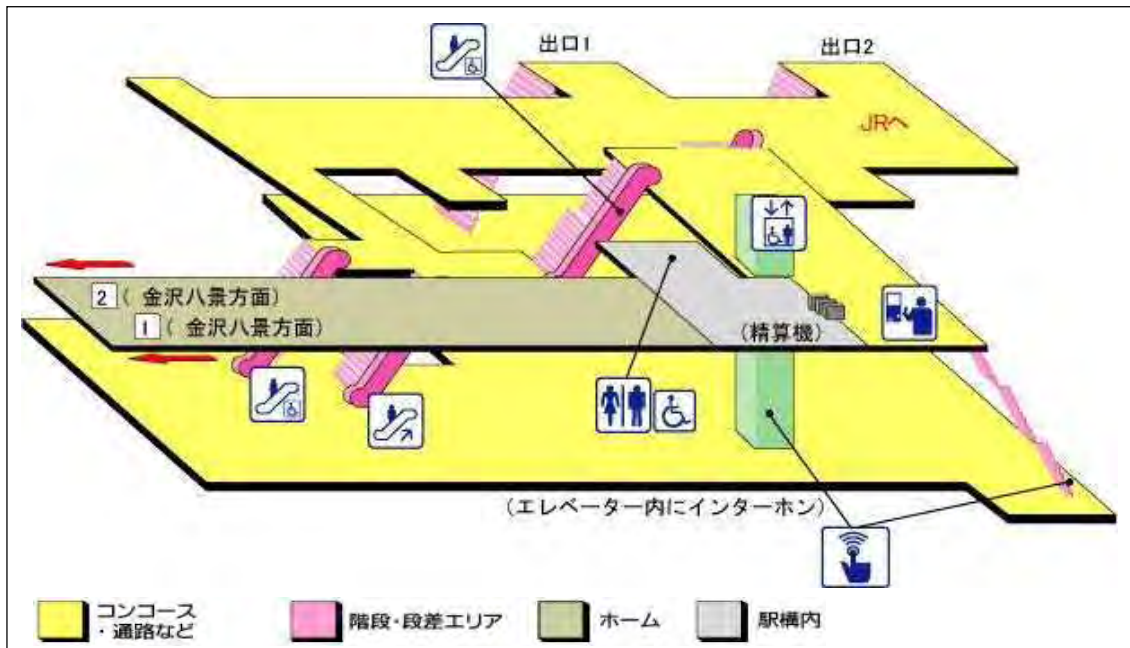 出口1
出口2
JRへ
2 ( 金沢八景方面)
1 ( 金沢八景方面)
(精算機)
(エレベーター内にインターホン)
コンコース
・通路など
階段・段差エリア
ホーム
駅構内